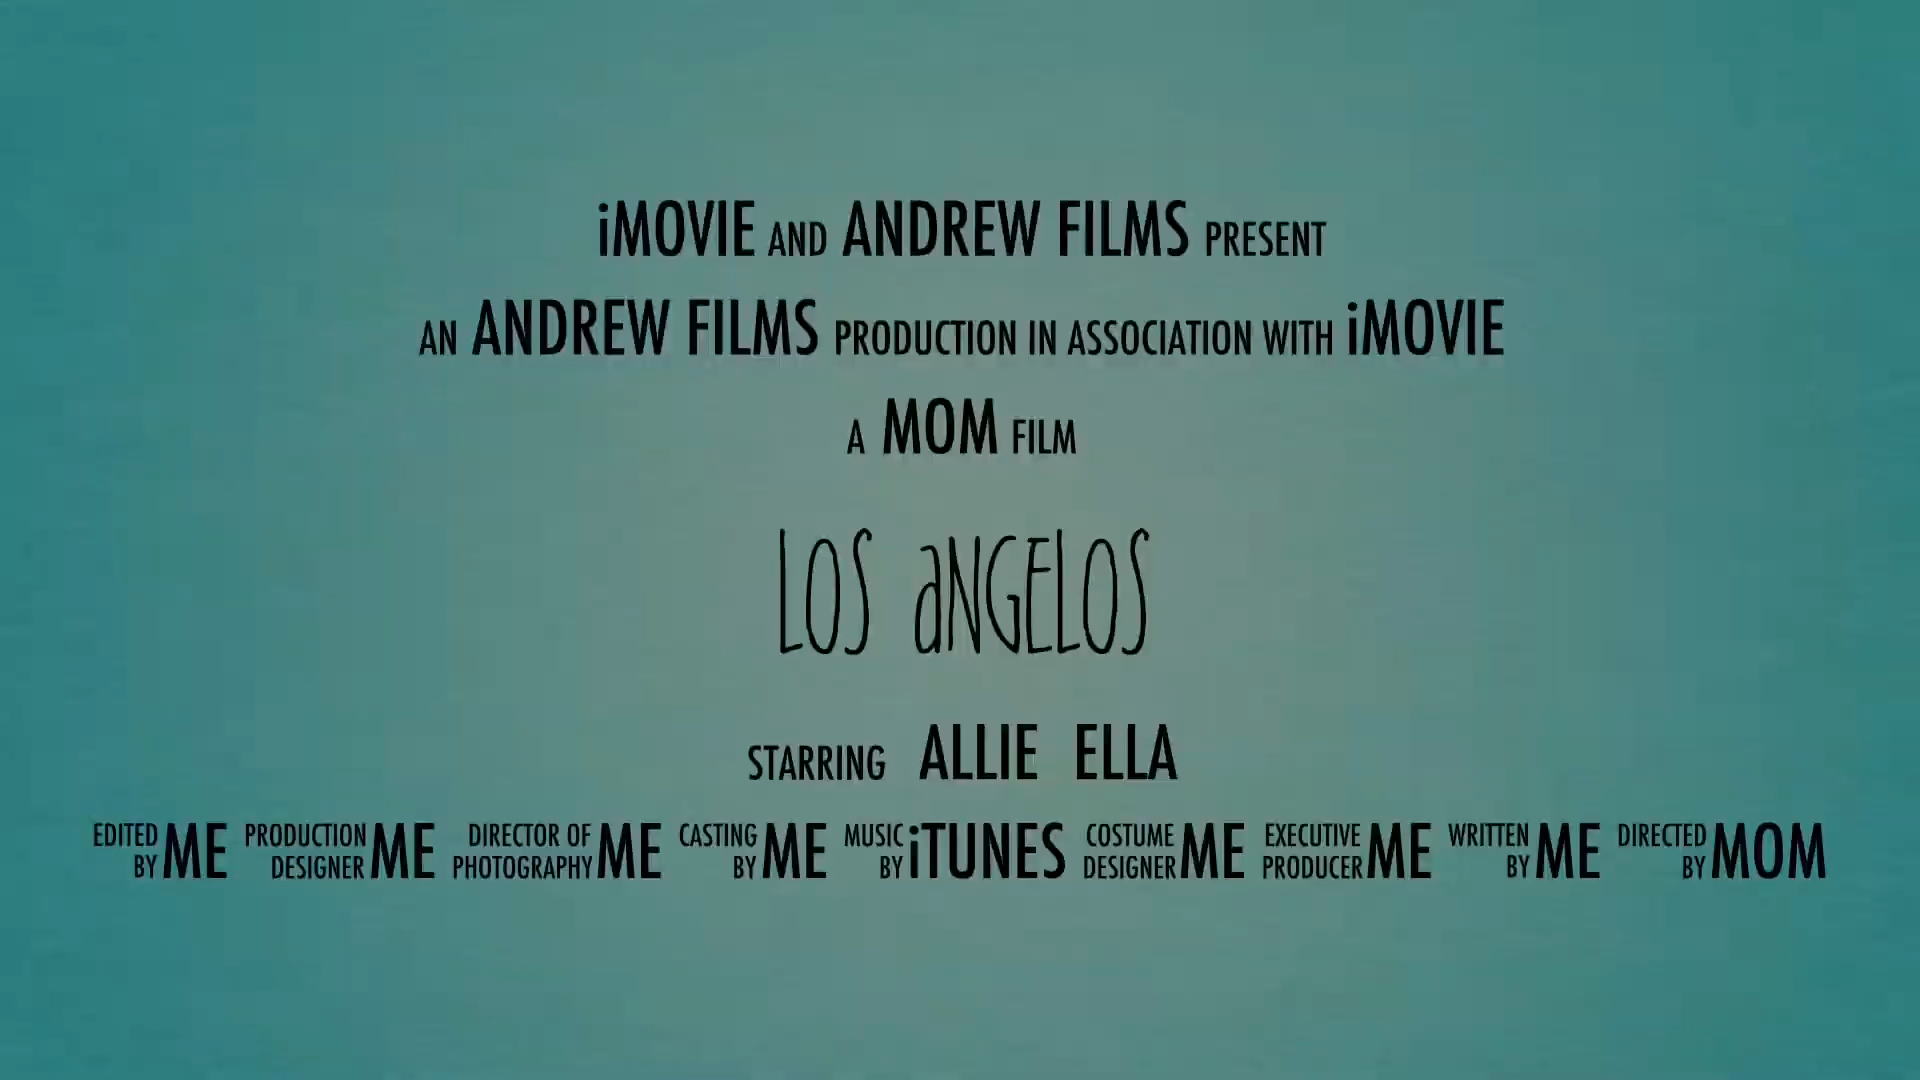 iMOVIE AND ANDREW FILMS PRESENT
AN ANDREW FILMS PRODUCTION IN ASSOCIATION WITH iMOVIE
A MOM FILM
LOS aNGELOS
STARRING ALLIE ELLA
EDITED BY ME PRODUCTION DESIGNER ME DIRECTOR OF PHOTOGRAPHY ME CASTING BY ME MUSIC BY iTUNES COSTUME DESIGNER ME EXECUTIVE PRODUCER ME WRITTEN BY ME DIRECTED BY MOM